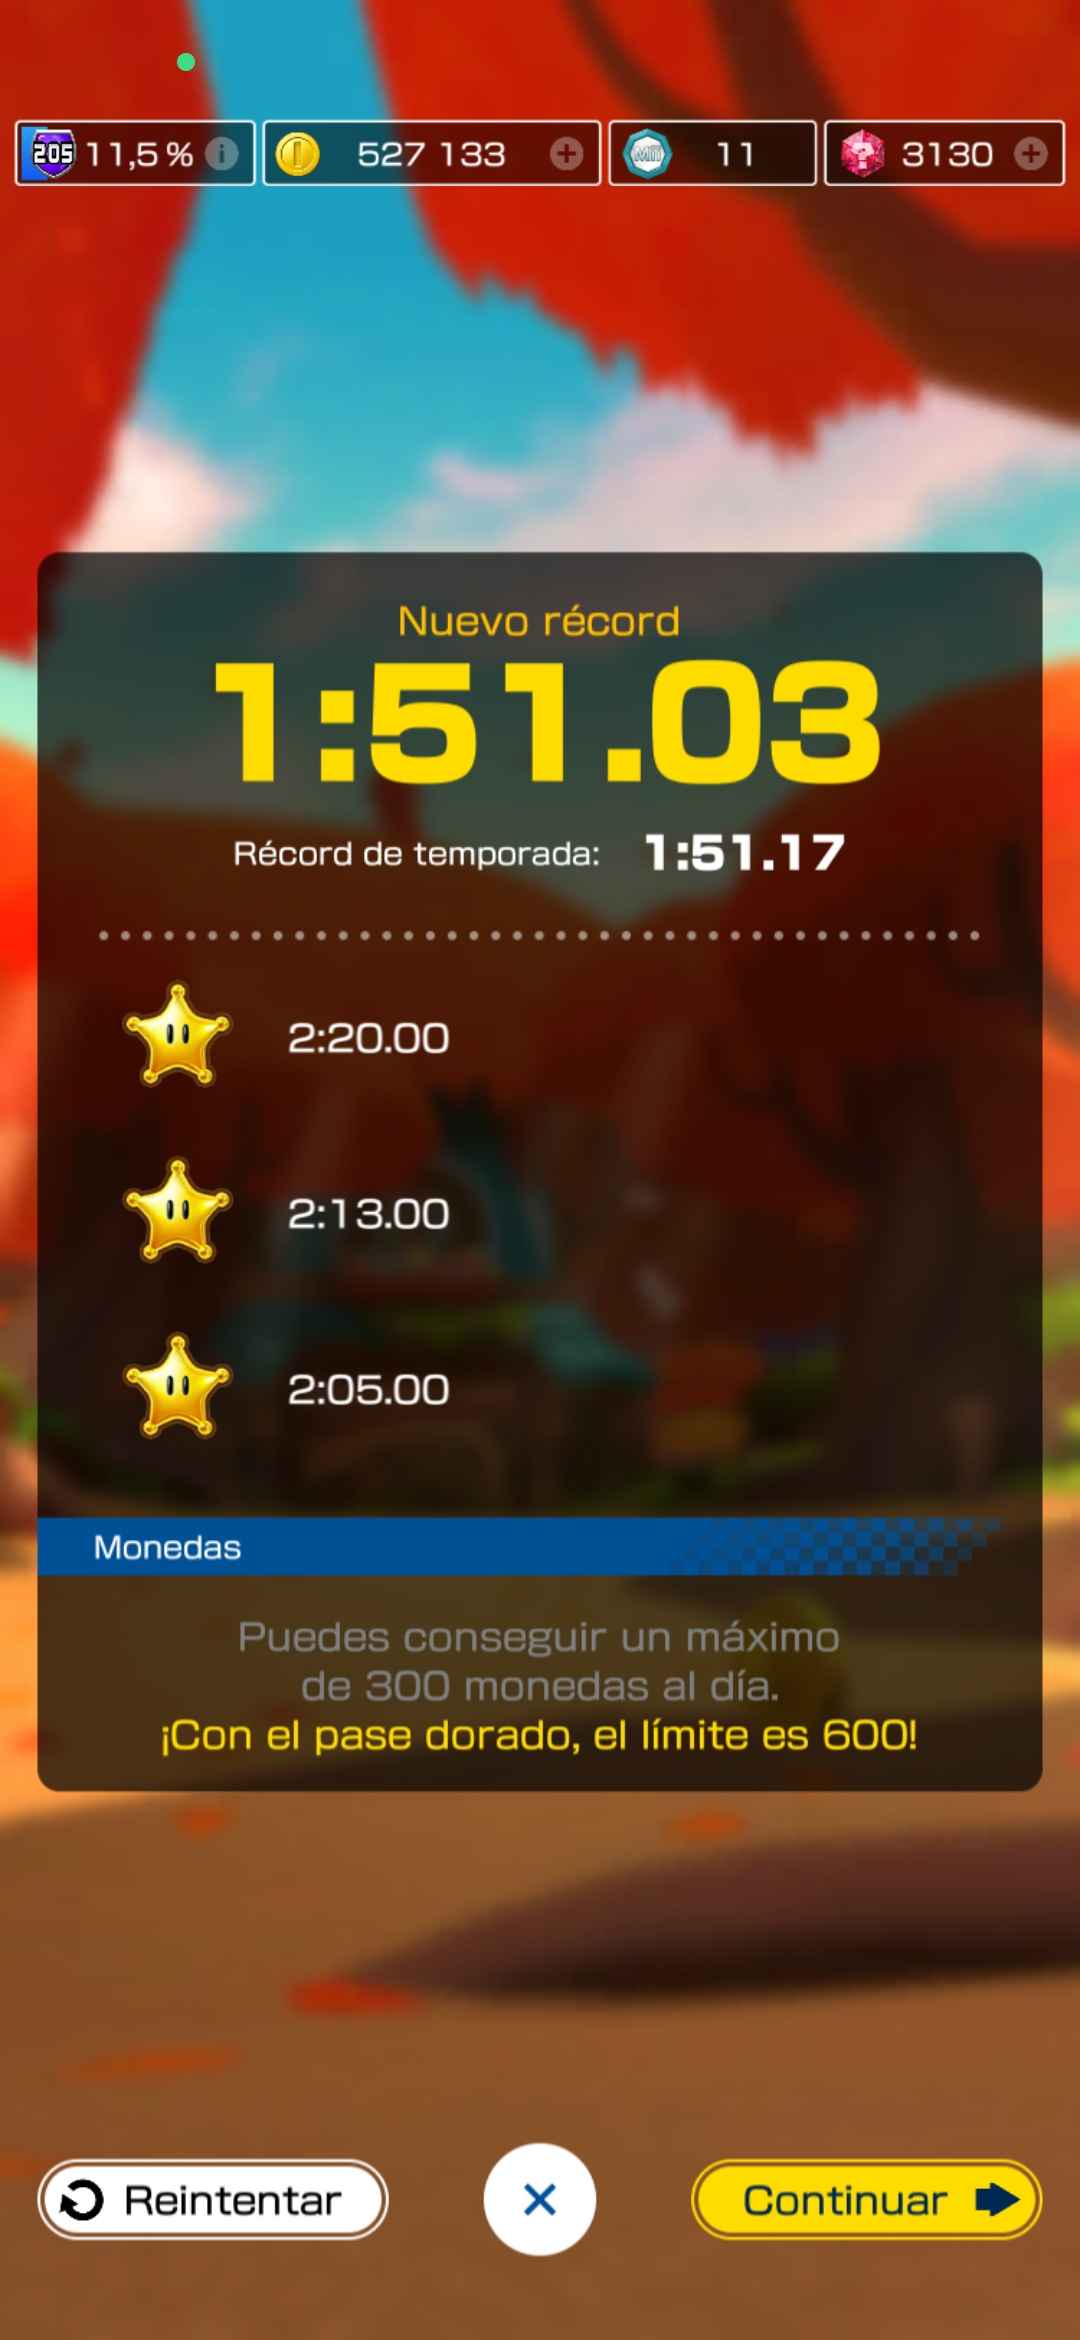 205 11,5 % i 527 133 + 11 3130 +
Nuevo récord
1:51.03
Récord de temporada: 1:51.17
2:20.00
2:13.00
2:05.00
Monedas
Puedes conseguir un máximo
de 300 monedas al día.
¡Con el pase dorado, el límite es 600!
Reintentar × Continuar